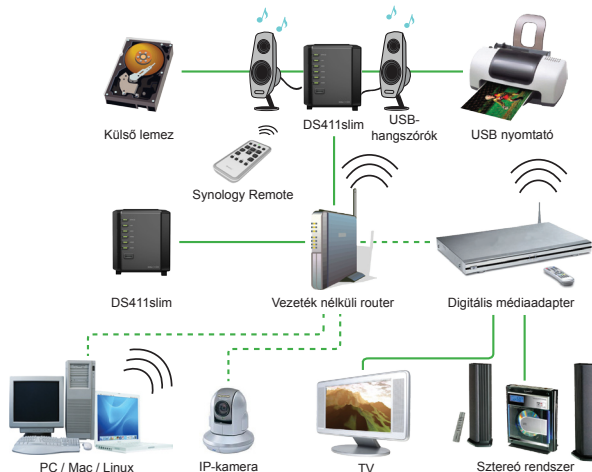 Külső lemez
DS411slim
USB-
hangszórók
USB nyomtató
Synology Remote
DS411slim
Vezeték nélküli router
Digitális médiaadapter
PC / Mac / Linux
IP-kamera
TV
Sztereó rendszer